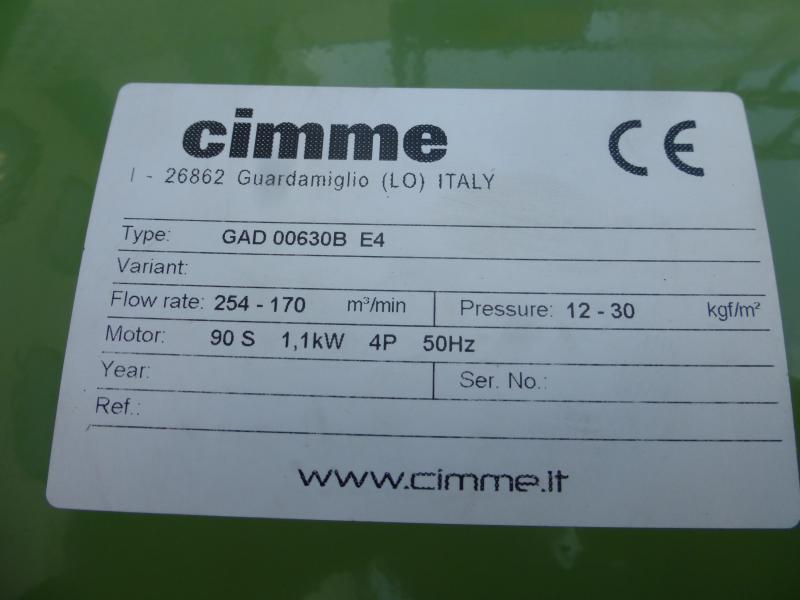 cimme CE
I - 26862 Guardamiglio (LO) ITALY
Type: GAD 00630B E4
Variant:
Flow rate: 254 - 170 m³/min Pressure: 12 - 30 kgf/m²
Motor: 90 S 1,1kW 4P 50Hz
Year: Ser. No.:
Ref.:
www.cimme.it